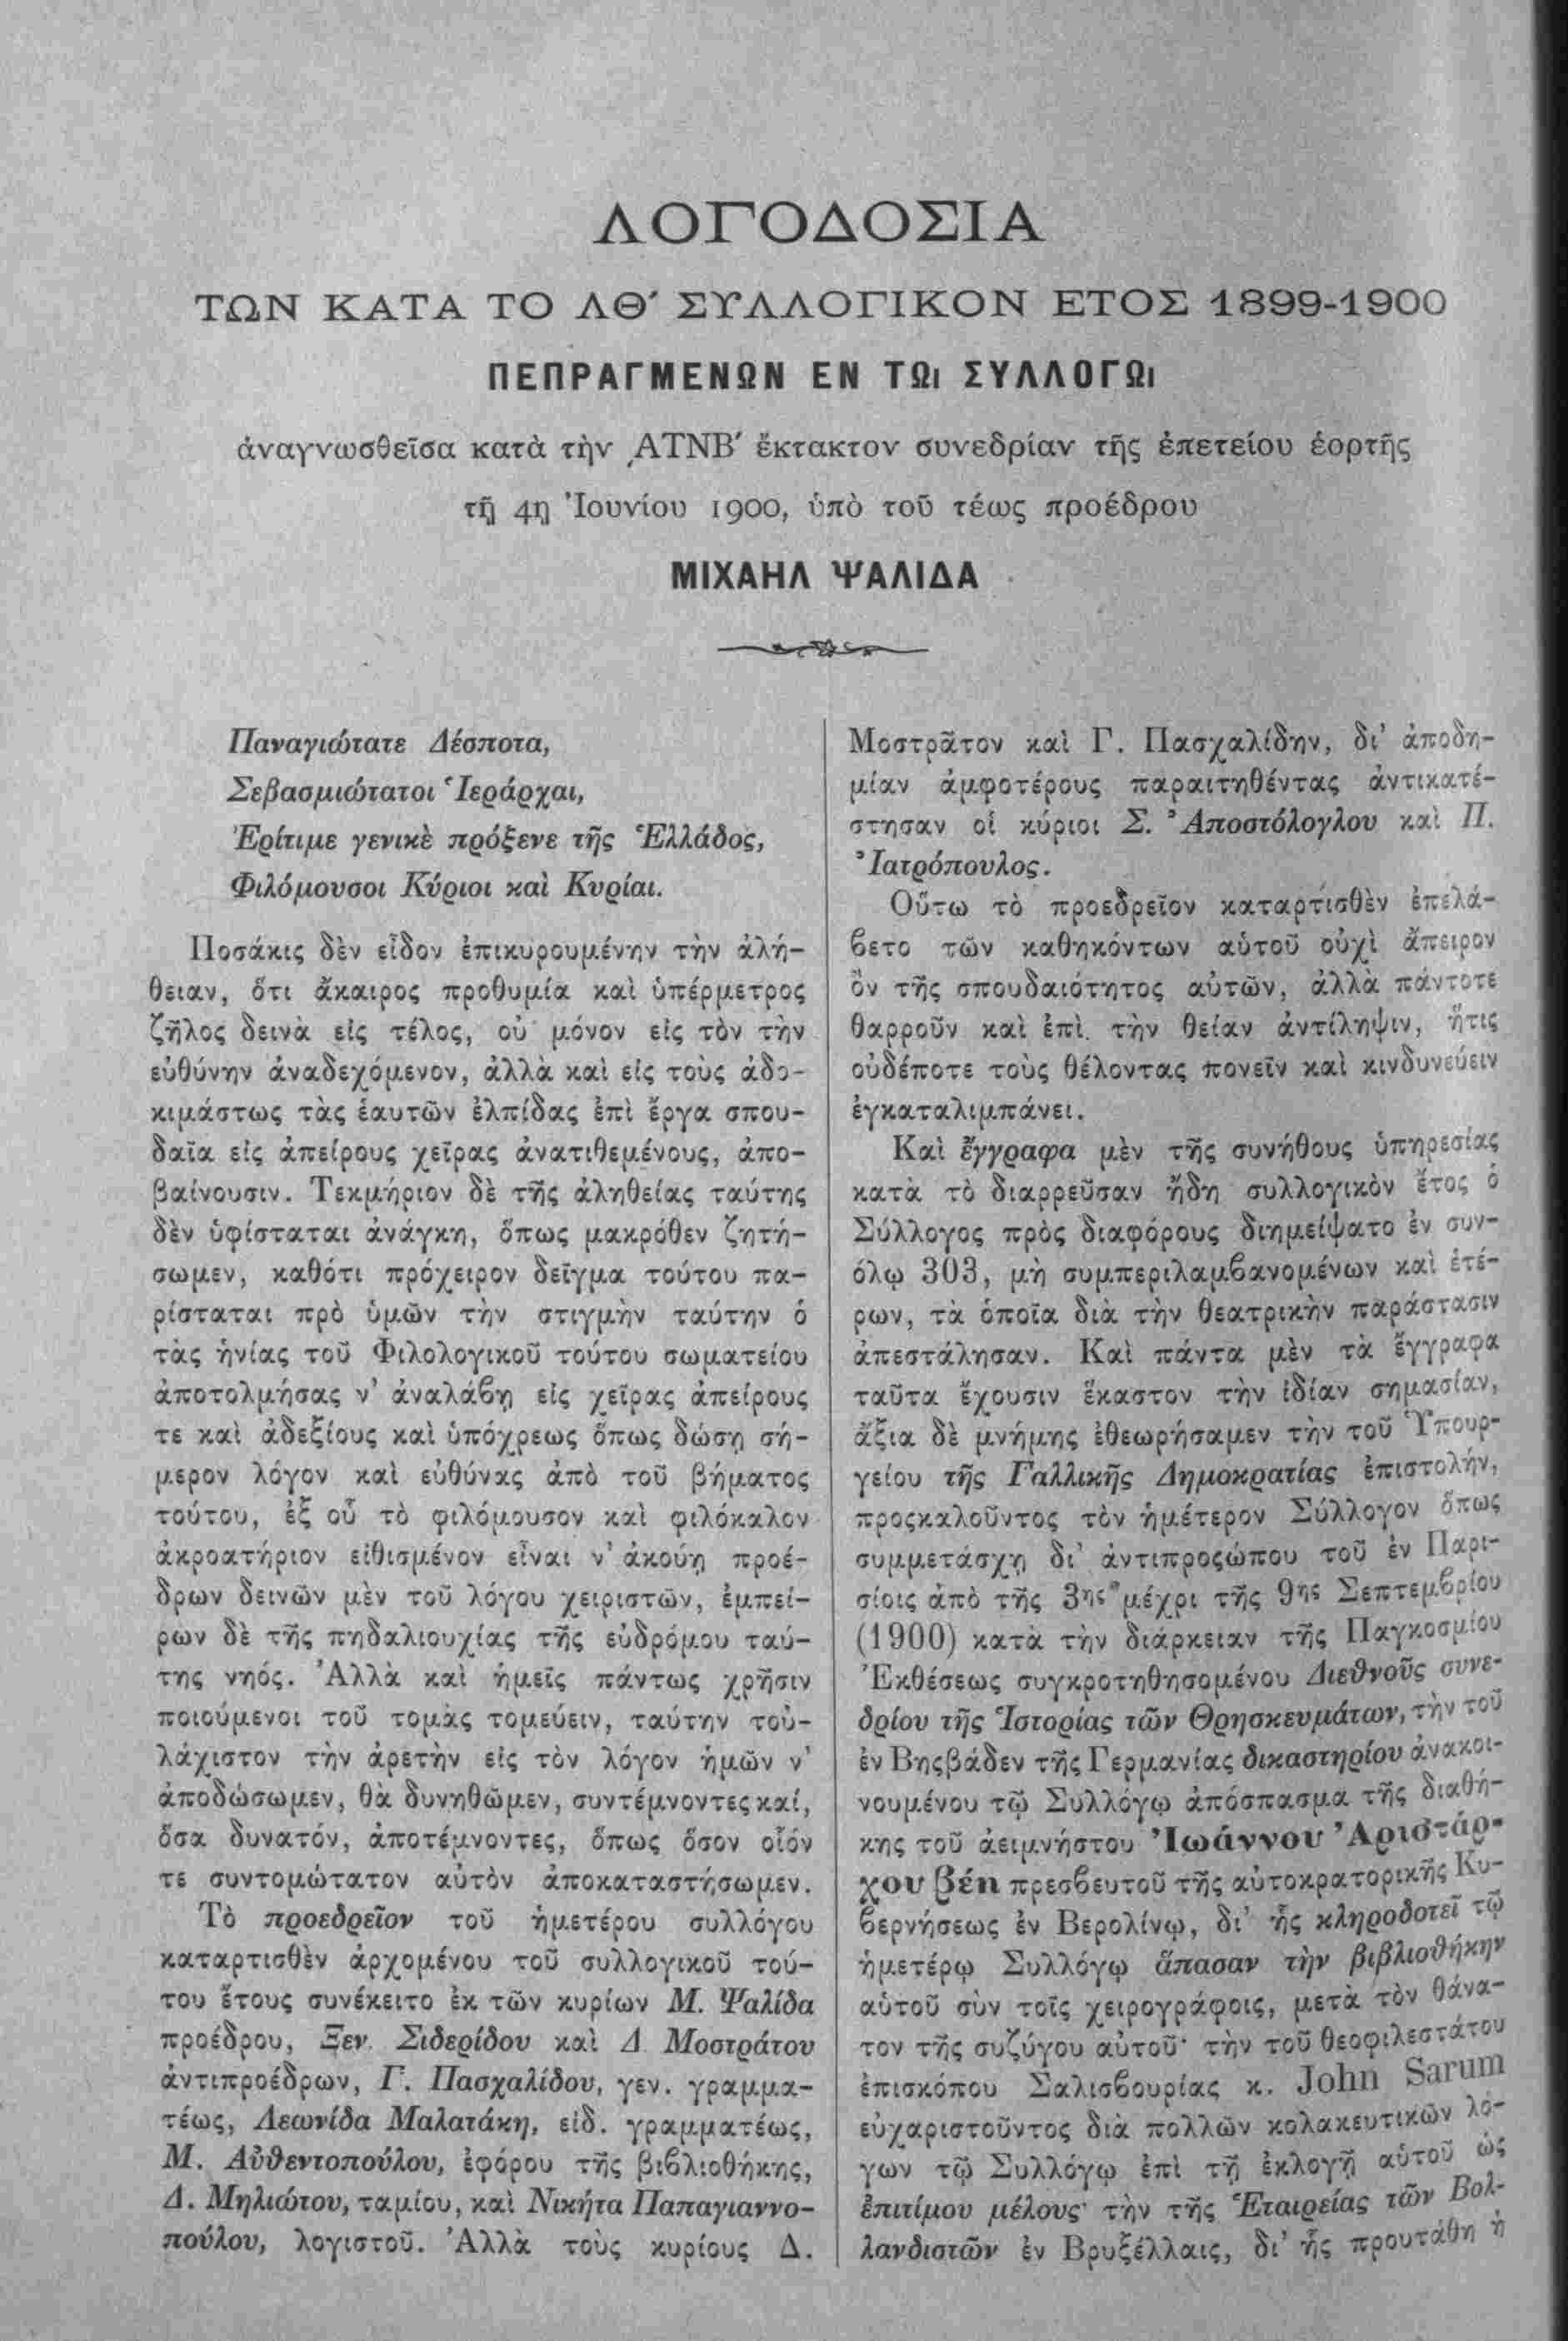 ΛΟΓΟΔΟΣΙΑ
ΤΩΝ ΚΑΤΑ ΤΟ ΛΘ΄ ΣΥΛΛΟΓΙΚΟΝ ΕΤΟΣ 1899-1900
ΠΕΠΡΑΓΜΕΝΩΝ ΕΝ ΤΩι ΣΥΛΛΟΓΩι
ἀναγνωσθεῖσα κατὰ τὴν ͵ΑΤΝΒ΄ ἔκτακτον συνεδρίαν τῆς ἐπετείου ἑορτῆς
τῇ 4ῃ Ἰουνίου 1900, ὑπὸ τοῦ τέως προέδρου
ΜΙΧΑΗΛ ΨΑΛΙΔΑ
Παναγιώτατε Δέσποτα,
Σεβασμιώτατοι Ἱεράρχαι,
Ἐρίτιμε γενικὲ πρόξενε τῆς Ἑλλάδος,
Φιλόμουσοι Κύριοι καὶ Κυρίαι.
Ποσάκις δὲν εἶδον ἐπικυρουμένην τὴν ἀλή-
θειαν, ὅτι ἄκαιρος προθυμία καὶ ὑπέρμετρος
ζῆλος δεινὰ εἰς τέλος, οὐ μόνον εἰς τὸν τὴν
εὐθύνην ἀναδεχόμενον, ἀλλὰ καὶ εἰς τοὺς ἀδο-
κιμάστως τὰς ἑαυτῶν ἐλπίδας ἐπὶ ἔργα σπου-
δαῖα εἰς ἀπείρους χεῖρας ἀνατιθεμένους, ἀπο-
βαίνουσιν. Τεκμήριον δὲ τῆς ἀληθείας ταύτης
δὲν ὑφίσταται ἀνάγκη, ὅπως μακρόθεν ζητή-
σωμεν, καθότι πρόχειρον δεῖγμα τούτου πα-
ρίσταται πρὸ ὑμῶν τὴν στιγμὴν ταύτην ὁ
τὰς ἡνίας τοῦ Φιλολογικοῦ τούτου σωματείου
ἀποτολμήσας ν' ἀναλάβῃ εἰς χεῖρας ἀπείρους
τε καὶ ἀδεξίους καὶ ὑπόχρεως ὅπως δώσῃ σή-
μερον λόγον καὶ εὐθύνας ἀπὸ τοῦ βήματος
τούτου, ἐξ οὗ τὸ φιλόμουσον καὶ φιλόκαλον
ἀκροατήριον εἰθισμένον εἶναι ν' ἀκούῃ προέ-
δρων δεινῶν μὲν τοῦ λόγου χειριστῶν, ἐμπεί-
ρων δὲ τῆς πηδαλιουχίας τῆς εὐδρόμου ταύ-
της νηός. Ἀλλὰ καὶ ἡμεῖς πάντως χρῆσιν
ποιούμενοι τοῦ τομὰς τομεύειν, ταύτην τοὐ-
λάχιστον τὴν ἀρετὴν εἰς τὸν λόγον ἡμῶν ν'
ἀποδώσωμεν, θὰ δυνηθῶμεν, συντέμνοντες καί,
ὅσα δυνατόν, ἀποτέμνοντες, ὅπως ὅσον οἷόν
τε συντομώτατον αὐτὸν ἀποκαταστήσωμεν.
Τὸ προεδρεῖον τοῦ ἡμετέρου συλλόγου
καταρτισθὲν ἀρχομένου τοῦ συλλογικοῦ τού-
του ἔτους συνέκειτο ἐκ τῶν κυρίων Μ. Ψαλίδα
προέδρου, Ξεν. Σιδερίδου καὶ Δ. Μοστράτου
ἀντιπροέδρων, Γ. Πασχαλίδου, γεν. γραμμα-
τέως, Λεωνίδα Μαλατάκη, εἰδ. γραμματέως,
Μ. Αὐθεντοπούλου, ἐφόρου τῆς βιβλιοθήκης,
Δ. Μηλιώτου, ταμίου, καὶ Νικήτα Παπαγιαννο-
πούλου, λογιστοῦ. Ἀλλὰ τοὺς κυρίους Δ.
Μοστρᾶτον καὶ Γ. Πασχαλίδην, δι' ἀποδη-
μίαν ἀμφοτέρους παραιτηθέντας ἀντικατέ-
στησαν οἱ κύριοι Σ. Ἀποστόλογλου καὶ Π.
Ἰατρόπουλος.
Οὕτω τὸ προεδρεῖον καταρτισθὲν ἐπελά-
βετο τῶν καθηκόντων αὑτοῦ οὐχὶ ἄπειρον
ὂν τῆς σπουδαιότητος αὐτῶν, ἀλλὰ πάντοτε
θαρροῦν καὶ ἐπὶ τὴν θείαν ἀντίληψιν, ἥτις
οὐδέποτε τοὺς θέλοντας πονεῖν καὶ κινδυνεύειν
ἐγκαταλιμπάνει.
Καὶ ἔγγραφα μὲν τῆς συνήθους ὑπηρεσίας
κατὰ τὸ διαρρεῦσαν ἤδη συλλογικὸν ἔτος ὁ
Σύλλογος πρὸς διαφόρους διημείψατο ἐν συν-
όλῳ 303, μὴ συμπεριλαμβανομένων καὶ ἑτέ-
ρων, τὰ ὁποῖα διὰ τὴν θεατρικὴν παράστασιν
ἀπεστάλησαν. Καὶ πάντα μὲν τὰ ἔγγραφα
ταῦτα ἔχουσιν ἕκαστον τὴν ἰδίαν σημασίαν,
ἄξια δὲ μνήμης ἐθεωρήσαμεν τὴν τοῦ Ὑπουρ-
γείου τῆς Γαλλικῆς Δημοκρατίας ἐπιστολήν,
προςκαλοῦντος τὸν ἡμέτερον Σύλλογον ὅπως
συμμετάσχῃ δι' ἀντιπροςώπου τοῦ ἐν Παρι-
σίοις ἀπὸ τῆς 3ης μέχρι τῆς 9ης Σεπτεμβρίου
(1900) κατὰ τὴν διάρκειαν τῆς Παγκοσμίου
Ἐκθέσεως συγκροτηθησομένου Διεθνοῦς συνε-
δρίου τῆς Ἱστορίας τῶν Θρησκευμάτων, τὴν τοῦ
ἐν Βησβάδεν τῆς Γερμανίας δικαστηρίου ἀνακοι-
νουμένου τῷ Συλλόγῳ ἀπόσπασμα τῆς διαθή-
κης τοῦ ἀειμνήστου Ἰωάννου Ἀριστάρ-
χου βέη πρεσβευτοῦ τῆς αὐτοκρατορικῆς Κυ-
βερνήσεως ἐν Βερολίνῳ, δι' ἧς κληροδοτεῖ τῷ
ἡμετέρῳ Συλλόγῳ ἅπασαν τὴν βιβλιοθήκην
αὑτοῦ σὺν τοῖς χειρογράφοις, μετὰ τὸν θάνα-
τον τῆς συζύγου αὐτοῦ· τὴν τοῦ θεοφιλεστάτου
ἐπισκόπου Σαλισβουρίας κ. John Sarum
εὐχαριστοῦντος διὰ πολλῶν κολακευτικῶν λό-
γων τῷ Συλλόγῳ ἐπὶ τῇ ἐκλογῇ αὑτοῦ ὡς
ἐπιτίμου μέλους· τὴν τῆς Ἑταιρείας τῶν Βολ-
λανδιστῶν ἐν Βρυξέλλαις, δι' ἧς προυτάθη ἡ